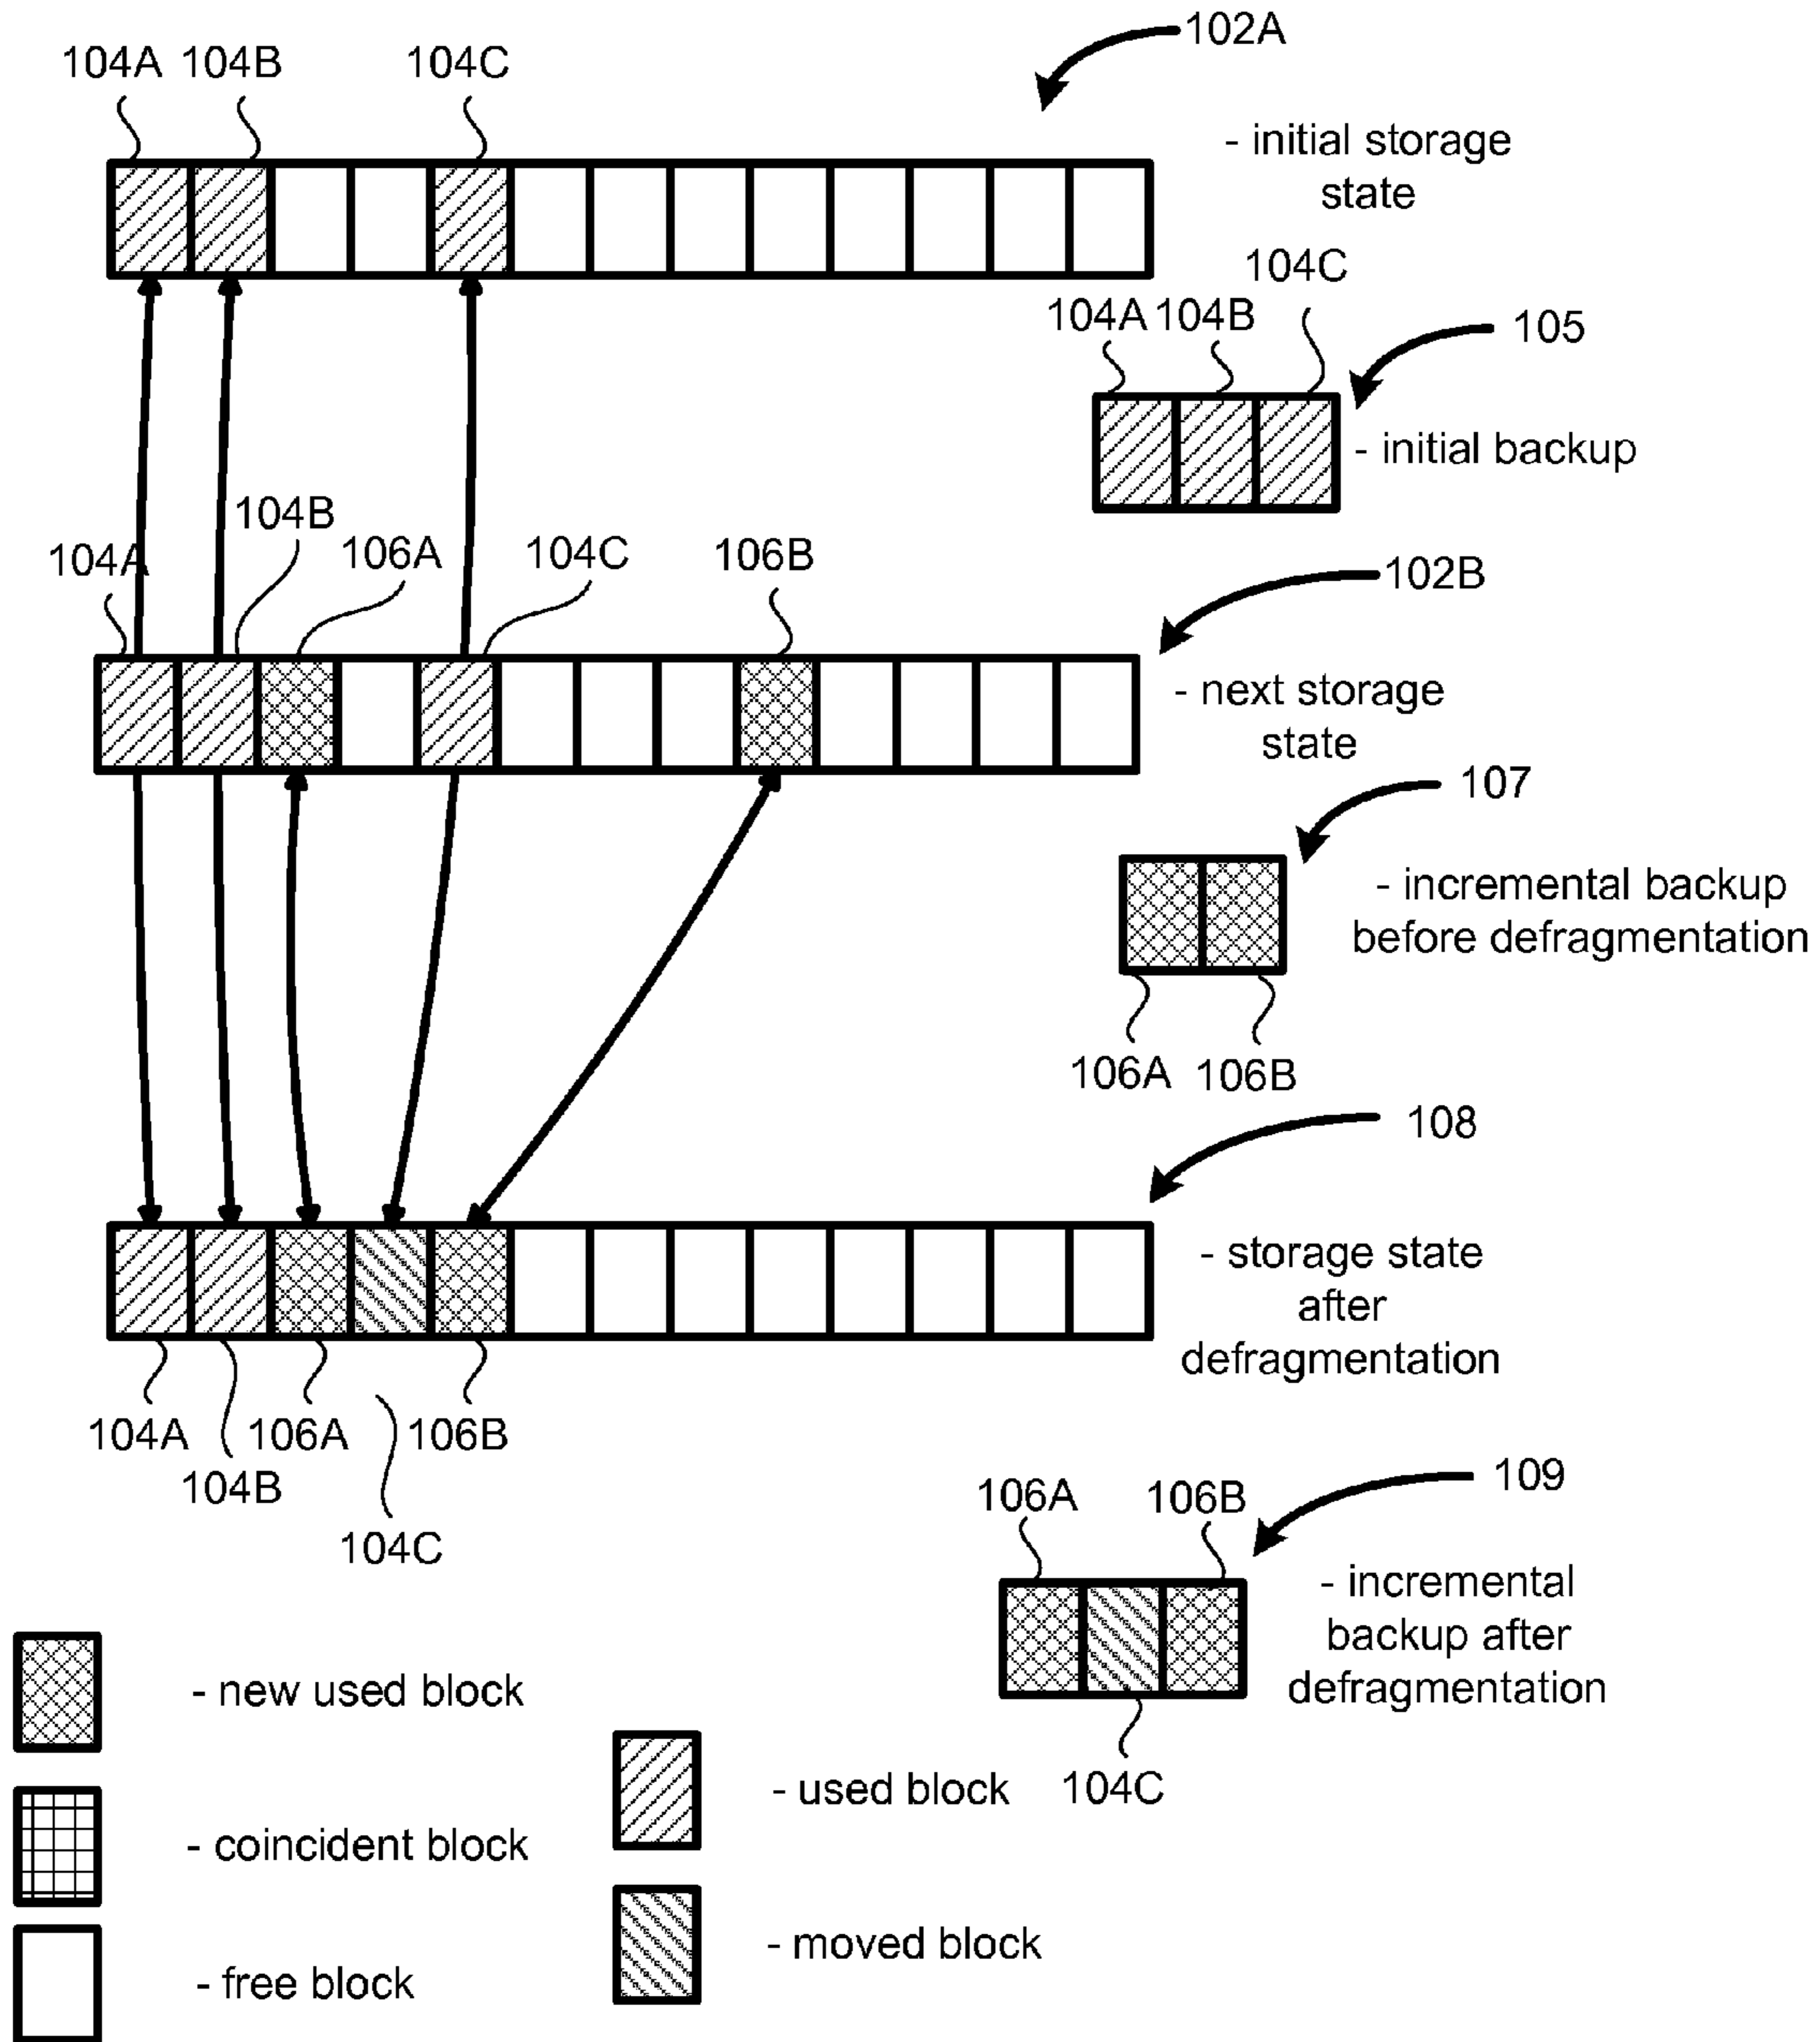 102A
104A 104B 104C
- initial storage
state
104C
104A 104B
105
- initial backup
104B
104A 106A 104C 106B
102B
- next storage
state
107
- incremental backup
before defragmentation
106A 106B
108
- storage state
after
defragmentation
104A 106A 106B
104B
104C
109
106A 106B
- incremental
backup after
defragmentation
104C
- new used block
- used block
- coincident block
- moved block
- free block